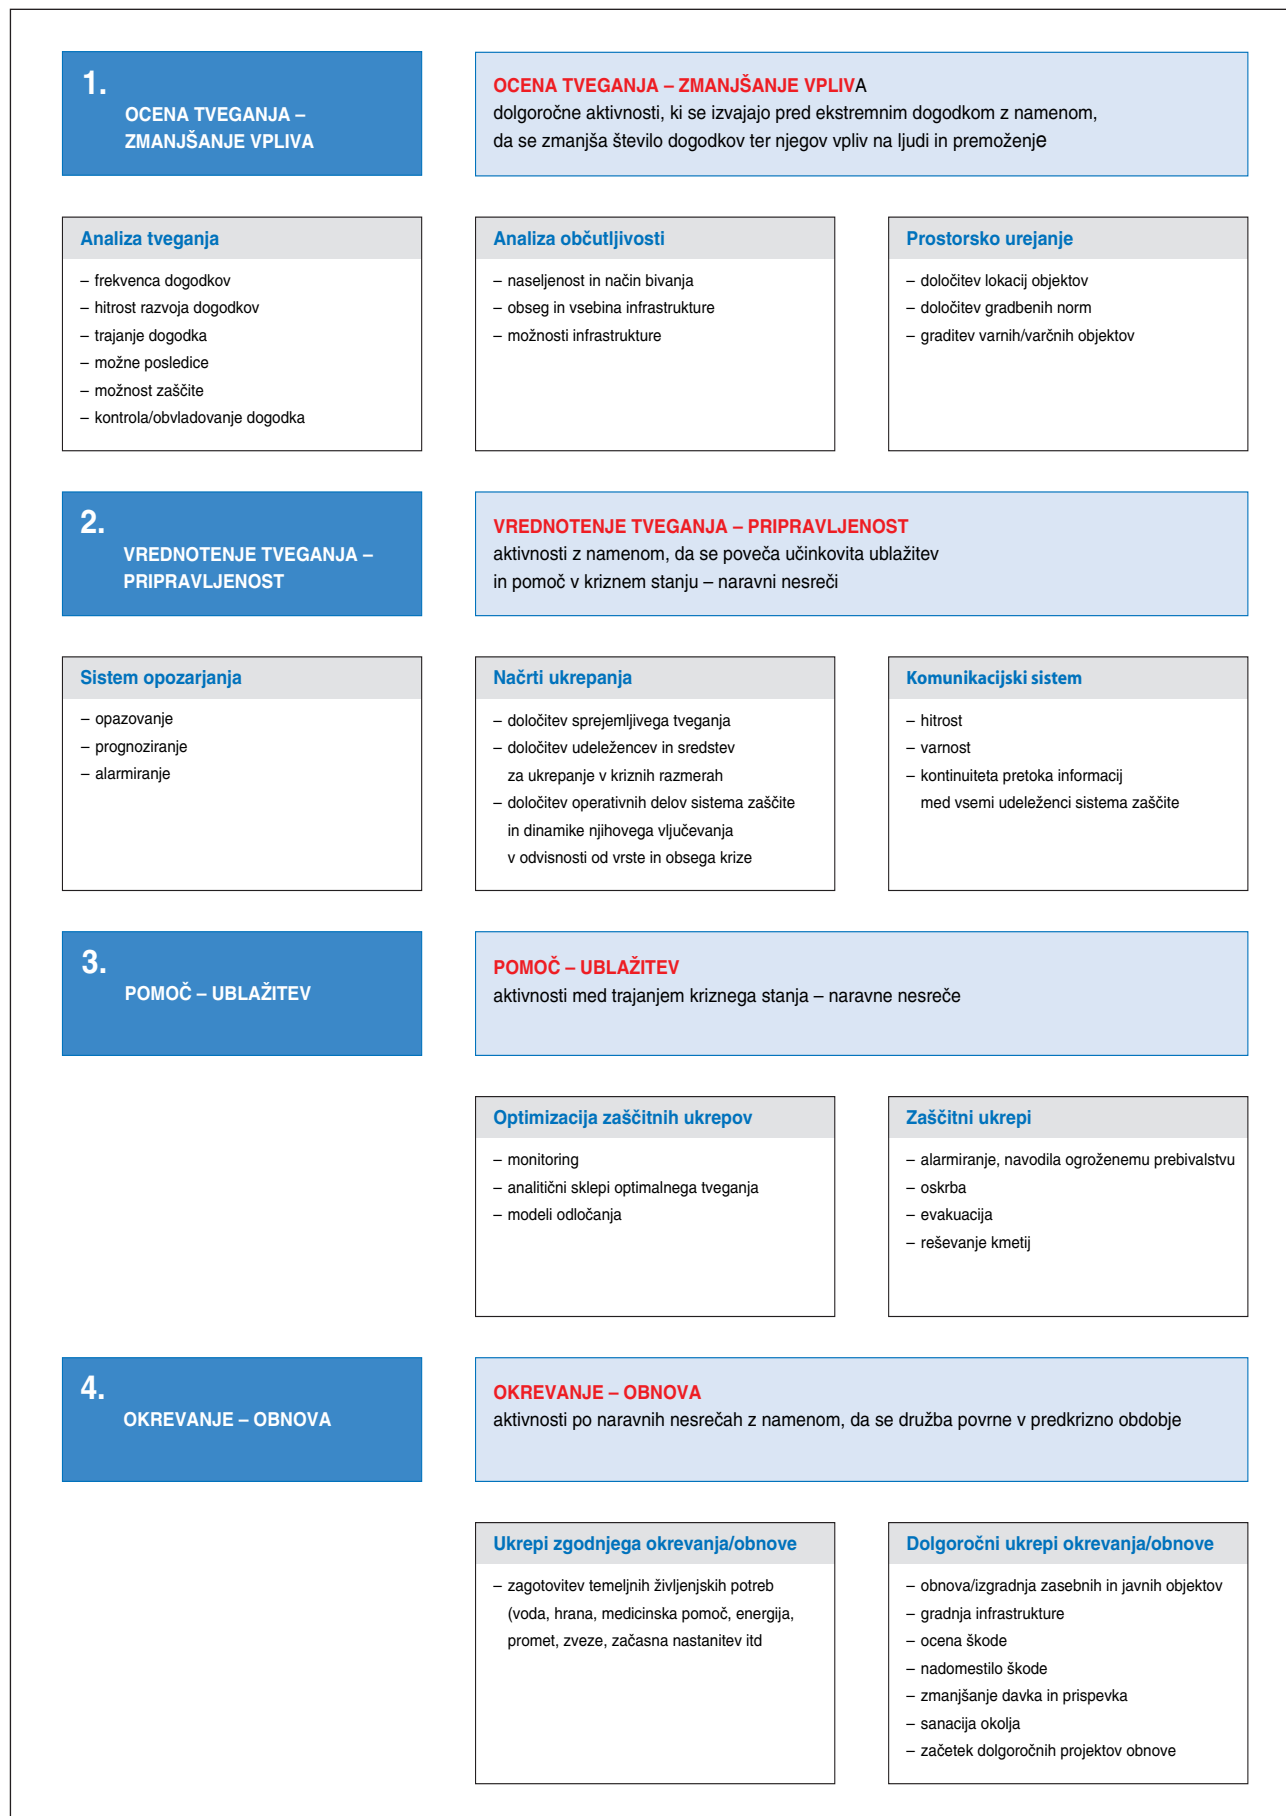 1.
OCENA TVEGANJA –
ZMANJŠANJE VPLIVA
OCENA TVEGANJA – ZMANJŠANJE VPLIVA
dolgoročne aktivnosti, ki se izvajajo pred ekstremnim dogodkom z namenom,
da se zmanjša število dogodkov ter njegov vpliv na ljudi in premoženje
Analiza tveganja
– frekvenca dogodkov
– hitrost razvoja dogodkov
– trajanje dogodka
– možne posledice
– možnost zaščite
– kontrola/obvladovanje dogodka
Analiza občutljivosti
– naseljenost in način bivanja
– obseg in vsebina infrastrukture
– možnosti infrastrukture
Prostorsko urejanje
– določitev lokacij objektov
– določitev gradbenih norm
– graditev varnih/varčnih objektov
2.
VREDNOTENJE TVEGANJA –
PRIPRAVLJENOST
VREDNOTENJE TVEGANJA – PRIPRAVLJENOST
aktivnosti z namenom, da se poveča učinkovita ublažitev
in pomoč v kriznem stanju – naravni nesreči
Sistem opozarjanja
– opazovanje
– prognoziranje
– alarmiranje
Načrti ukrepanja
– določitev sprejemljivega tveganja
– določitev udeležencev in sredstev
za ukrepanje v kriznih razmerah
– določitev operativnih delov sistema zaščite
in dinamike njihovega vljučevanja
v odvisnosti od vrste in obsega krize
Komunikacijski sistem
– hitrost
– varnost
– kontinuiteta pretoka informacij
med vsemi udeleženci sistema zaščite
3.
POMOČ – UBLAŽITEV
POMOČ – UBLAŽITEV
aktivnosti med trajanjem kriznega stanja – naravne nesreče
Optimizacija zaščitnih ukrepov
– monitoring
– analitični sklepi optimalnega tveganja
– modeli odločanja
Zaščitni ukrepi
– alarmiranje, navodila ogroženemu prebivalstvu
– oskrba
– evakuacija
– reševanje kmetij
4.
OKREVANJE – OBNOVA
OKREVANJE – OBNOVA
aktivnosti po naravnih nesrečah z namenom, da se družba povrne v predkrizno obdobje
Ukrepi zgodnjega okrevanja/obnove
– zagotovitev temeljnih življenjskih potreb
(voda, hrana, medicinska pomoč, energija,
promet, zveze, začasna nastanitev itd
Dolgoročni ukrepi okrevanja/obnove
– obnova/izgradnja zasebnih in javnih objektov
– gradnja infrastrukture
– ocena škode
– nadomestilo škode
– zmanjšanje davka in prispevka
– sanacija okolja
– začetek dolgoročnih projektov obnove